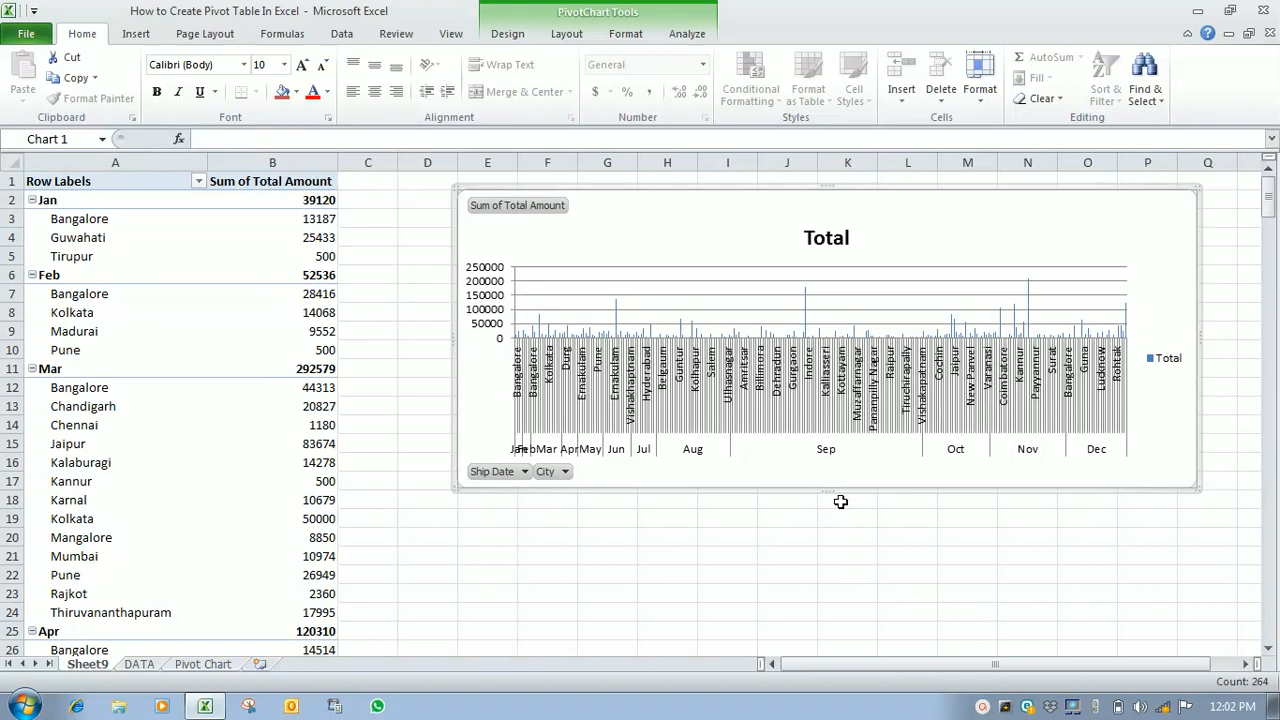 How to Create Pivot Table In Excel - Microsoft Excel
PivotChart Tools
File Home Insert Page Layout Formulas Data Review View Design Layout Format Analyze
Paste
Cut
Copy
Format Painter
Clipboard
Calibri (Body) 10
B I U
Font
Wrap Text
Merge & Center
Alignment
General
$ % ,
Number
Conditional Formatting
Format as Table
Cell Styles
Styles
Insert
Delete
Format
Cells
AutoSum
Fill
Clear
Sort & Filter
Find & Select
Editing
Chart 1
fx
A B C D E F G H I J K L M N O P Q
1 Row Labels Sum of Total Amount
2 Jan 39120
3 Bangalore 13187
4 Guwahati 25433
5 Tirupur 500
6 Feb 52536
7 Bangalore 28416
8 Kolkata 14068
9 Madurai 9552
10 Pune 500
11 Mar 292579
12 Bangalore 44313
13 Chandigarh 20827
14 Chennai 1180
15 Jaipur 83674
16 Kalaburagi 14278
17 Kannur 500
18 Karnal 10679
19 Kolkata 50000
20 Mangalore 8850
21 Mumbai 10974
22 Pune 26949
23 Rajkot 2360
24 Thiruvananthapuram 17995
25 Apr 120310
26 Bangalore 14514
Sum of Total Amount
Total
250000
200000
150000
100000
50000
0
Bangalore
Bangalore
Kolkata
Durg
Ernakulam
Pune
Ernakulam
Vishakhaptnam
Hyderabad
Belgaum
Guntur
Kolhapur
Salem
Ulhasnagar
Amritsar
Bilimora
Dehradun
Gurgaon
Indore
Kalliasseri
Kottayam
Muzaffarnagar
Panampilly Nagar
Raipur
Tiruchirapally
Vishakapatnam
Cochin
Jaipur
New Panvel
Varanasi
Coimbatore
Kannur
Payyannur
Surat
Bangalore
Guna
Lucknow
Rohtak
Jan Feb Mar Apr May Jun Jul Aug Sep Oct Nov Dec
Total
Ship Date City
Sheet9 DATA Pivot Chart
Count: 264
12:02 PM